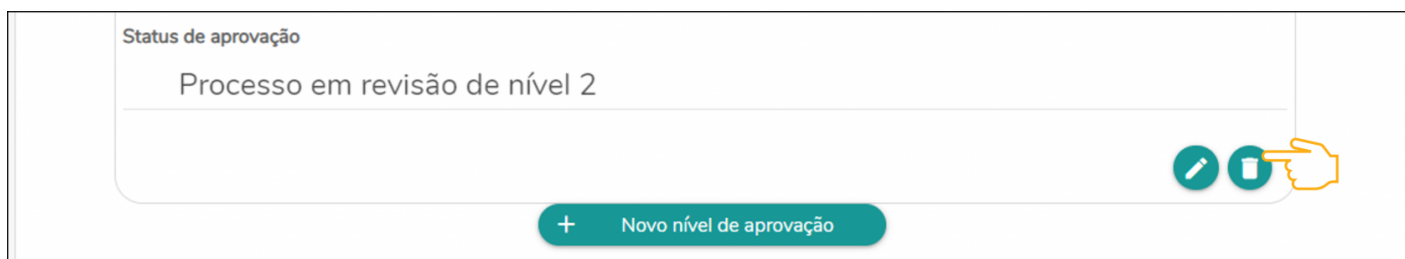 Status de aprovação
Processo em revisão de nível 2
+ Novo nível de aprovação